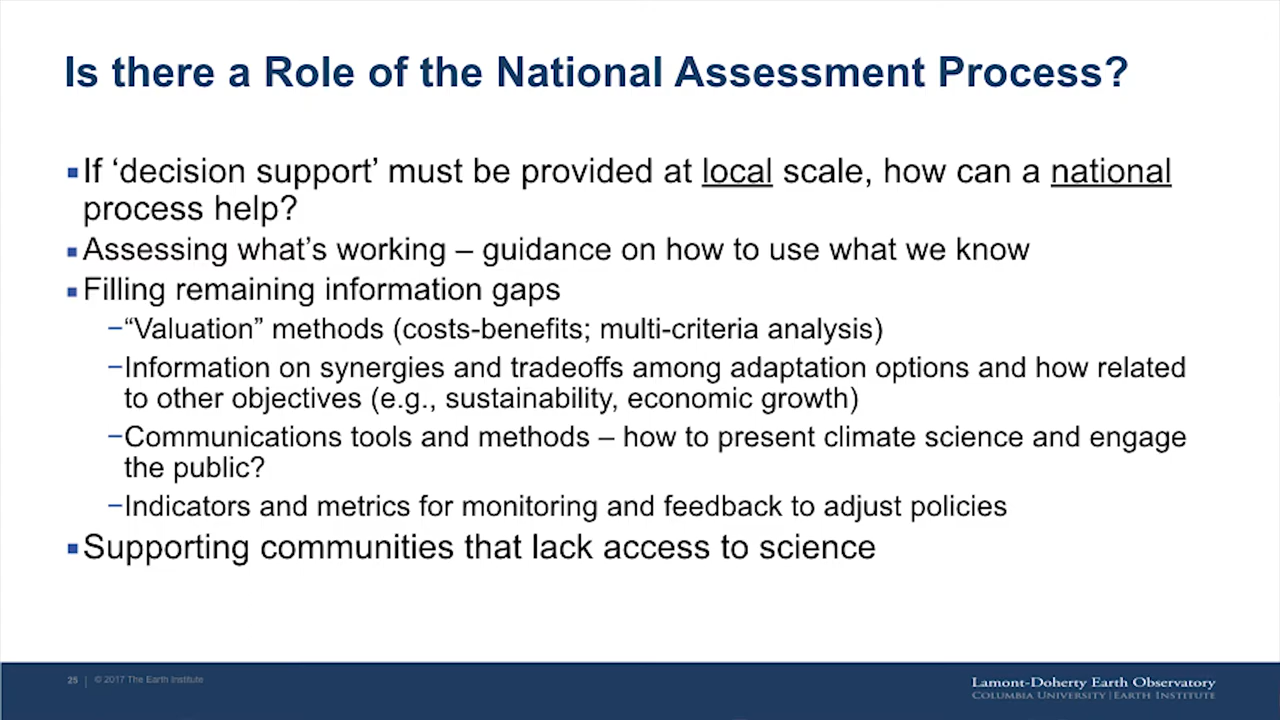 Is there a Role of the National Assessment Process?
▪If ‘decision support’ must be provided at local scale, how can a national
process help?
▪Assessing what’s working – guidance on how to use what we know
▪Filling remaining information gaps
–“Valuation” methods (costs-benefits; multi-criteria analysis)
–Information on synergies and tradeoffs among adaptation options and how related
to other objectives (e.g., sustainability, economic growth)
–Communications tools and methods – how to present climate science and engage
the public?
–Indicators and metrics for monitoring and feedback to adjust policies
▪Supporting communities that lack access to science
25 | © 2017 The Earth Institute
Lamont-Doherty Earth Observatory
Columbia University | Earth Institute